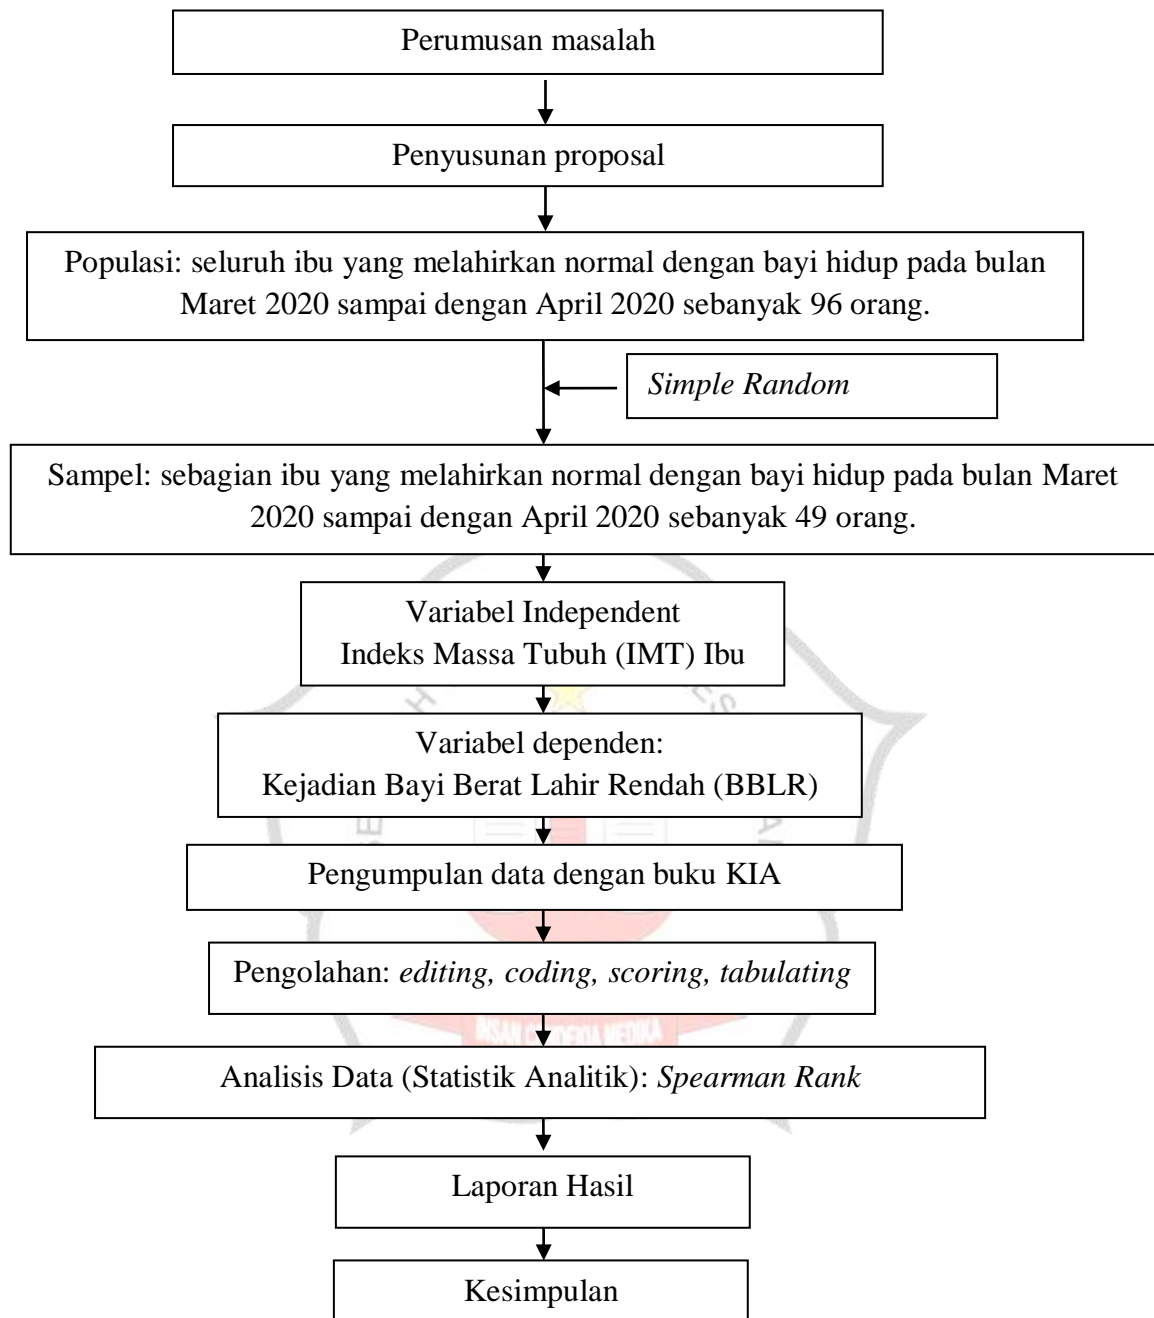 Perumusan masalah
Penyusunan proposal
Populasi: seluruh ibu yang melahirkan normal dengan bayi hidup pada bulan
Maret 2020 sampai dengan April 2020 sebanyak 96 orang.
Simple Random
Sampel: sebagian ibu yang melahirkan normal dengan bayi hidup pada bulan Maret
2020 sampai dengan April 2020 sebanyak 49 orang.
Variabel Independent
Indeks Massa Tubuh (IMT) Ibu
Variabel dependen:
Kejadian Bayi Berat Lahir Rendah (BBLR)
Pengumpulan data dengan buku KIA
Pengolahan: editing, coding, scoring, tabulating
Analisis Data (Statistik Analitik): Spearman Rank
Laporan Hasil
Kesimpulan